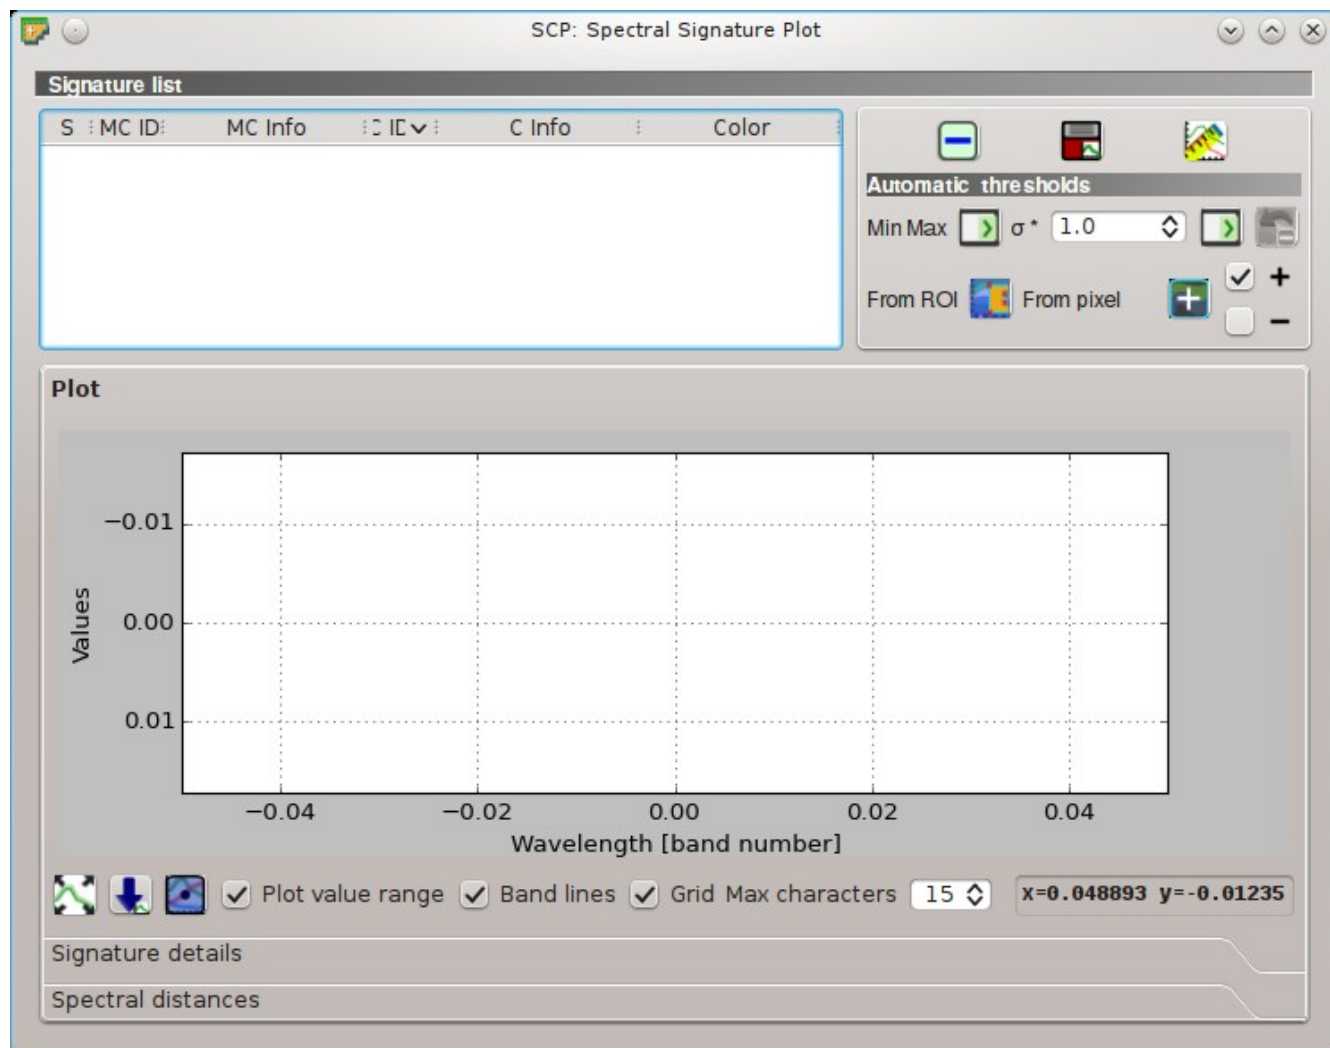 SCP: Spectral Signature Plot
Signature list
S MC ID MC Info C ID C Info Color
Automatic thresholds
Min Max σ * 1.0
From ROI From pixel +
−
Plot
−0.01
0.00
0.01
Values
−0.04 −0.02 0.00 0.02 0.04
Wavelength [band number]
Plot value range Band lines Grid Max characters 15 x=0.048893 y=-0.01235
Signature details
Spectral distances